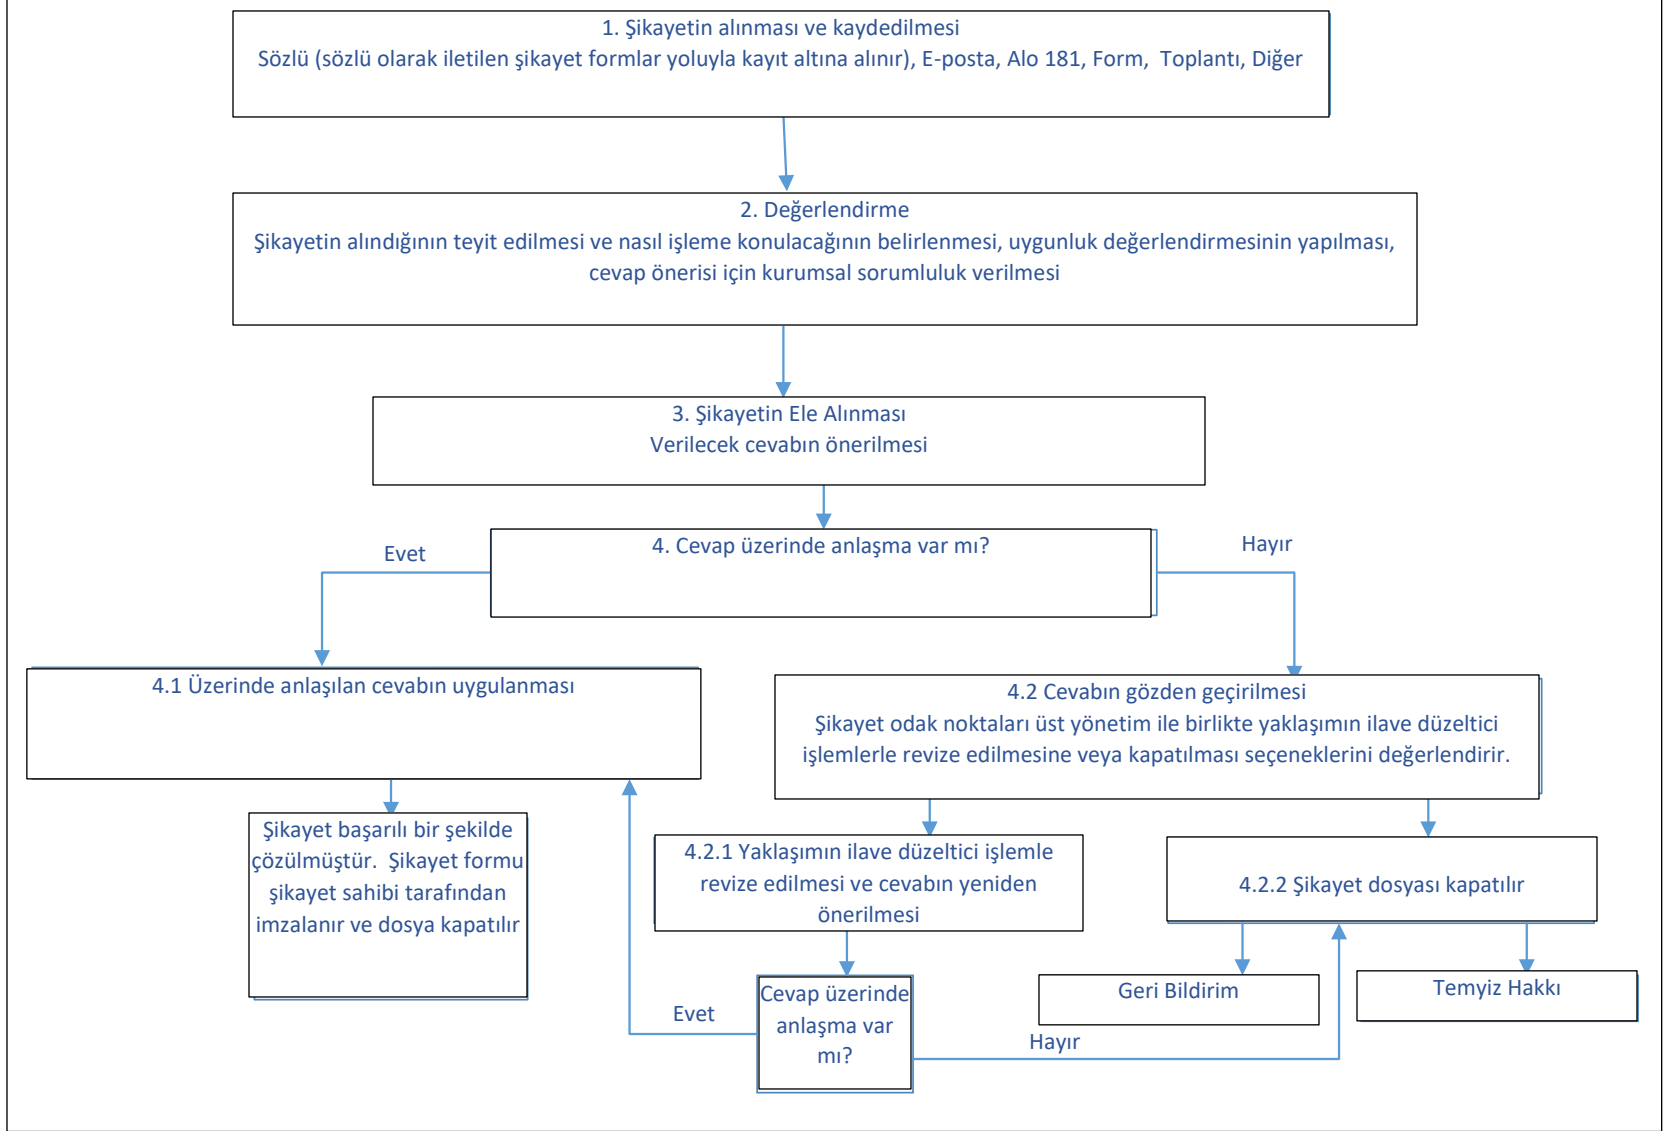 1. Şikayetin alınması ve kaydedilmesi
Sözlü (sözlü olarak iletilen şikayet formlar yoluyla kayıt altına alınır), E-posta, Alo 181, Form, Toplantı, Diğer
2. Değerlendirme
Şikayetin alındığının teyit edilmesi ve nasıl işleme konulacağının belirlenmesi, uygunluk değerlendirmesinin yapılması,
cevap önerisi için kurumsal sorumluluk verilmesi
3. Şikayetin Ele Alınması
Verilecek cevabın önerilmesi
Evet
4. Cevap üzerinde anlaşma var mı?
Hayır
4.1 Üzerinde anlaşılan cevabın uygulanması
4.2 Cevabın gözden geçirilmesi
Şikayet odak noktaları üst yönetim ile birlikte yaklaşımın ilave düzeltici
işlemlerle revize edilmesine veya kapatılması seçeneklerini değerlendirir.
Şikayet başarılı bir şekilde
çözülmüştür. Şikayet formu
şikayet sahibi tarafından
imzalanır ve dosya kapatılır
4.2.1 Yaklaşımın ilave düzeltici işlemle
revize edilmesi ve cevabın yeniden
önerilmesi
4.2.2 Şikayet dosyası kapatılır
Evet
Cevap üzerinde
anlaşma var
mı?
Hayır
Geri Bildirim
Temyiz Hakkı